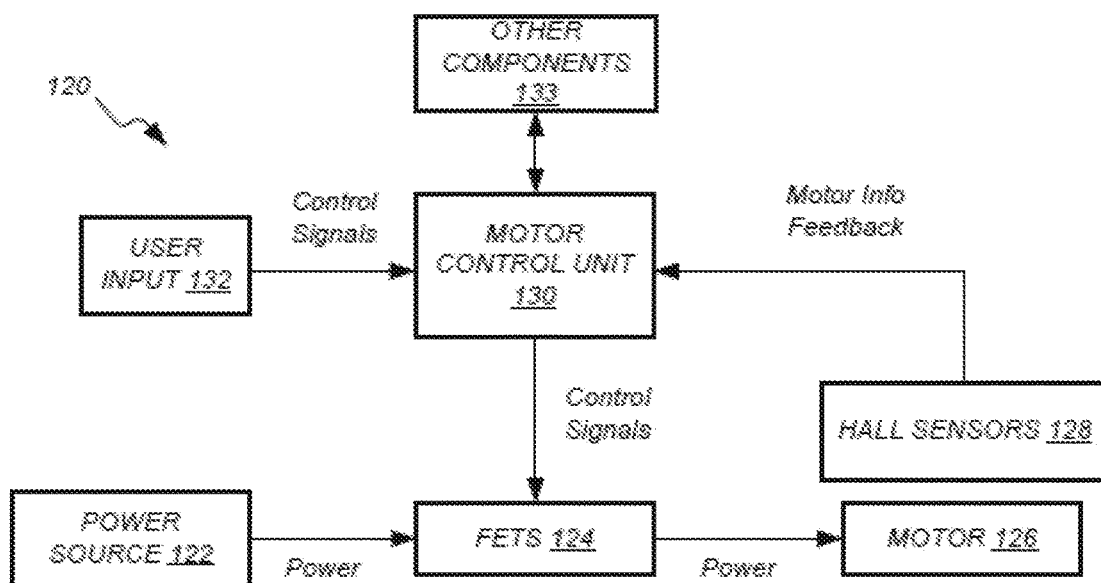 OTHER
COMPONENTS
133
120
Control
Signals
Motor Info
Feedback
USER
INPUT 132
MOTOR
CONTROL UNIT
130
Control
Signals
HALL SENSORS 128
POWER
SOURCE 122
Power
FETS 124
Power
MOTOR 126